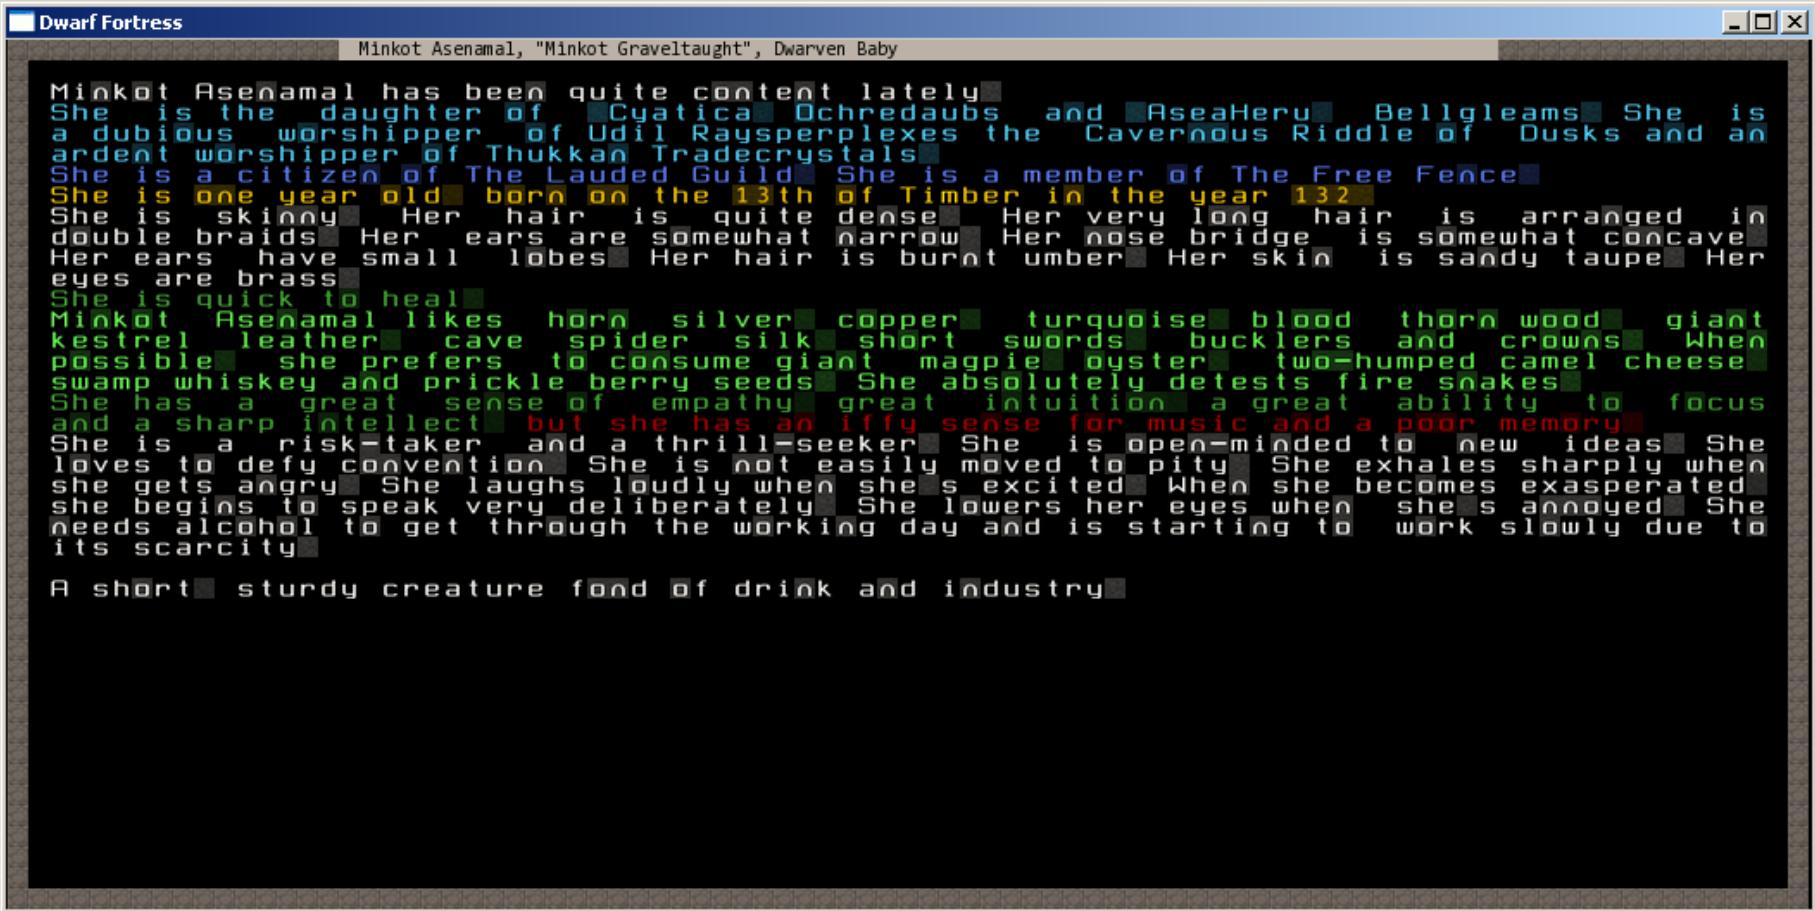 Dwarf Fortress
Minkot Asenamal, "Minkot Graveltaught", Dwarven Baby
Minkot Asenamal has been quite content lately
She is the daughter of Cyatica Ochredaubs and AseaHeru Bellgleams She is
a dubious worshipper of Udil Raysperplexes the Cavernous Riddle of Dusks and an
ardent worshipper of Thukkan Tradecrystals
She is a citizen of The Lauded Guild She is a member of The Free Fence
She is one year old born on the 13th of Timber in the year 132
She is skinny Her hair is quite dense Her very long hair is arranged in
double braids Her ears are somewhat narrow Her nose bridge is somewhat concave
Her ears have small lobes Her hair is burnt umber Her skin is sandy taupe Her
eyes are brass
She is quick to heal
Minkot Asenamal likes horn silver copper turquoise blood thorn wood giant
kestrel leather cave spider silk short swords bucklers and crowns When
possible she prefers to consume giant magpie oyster two-humped camel cheese
swamp whiskey and prickle berry seeds She absolutely detests fire snakes
She has a great sense of empathy great intuition a great ability to focus
and a sharp intellect but she has an iffy sense for music and a poor memory
She is a risk-taker and a thrill-seeker She is open-minded to new ideas She
loves to defy convention She is not easily moved to pity She exhales sharply when
she gets angry She laughs loudly when she s excited When she becomes exasperated
she begins to speak very deliberately She lowers her eyes when she s annoyed She
needs alcohol to get through the working day and is starting to work slowly due to
its scarcity
A short sturdy creature fond of drink and industry